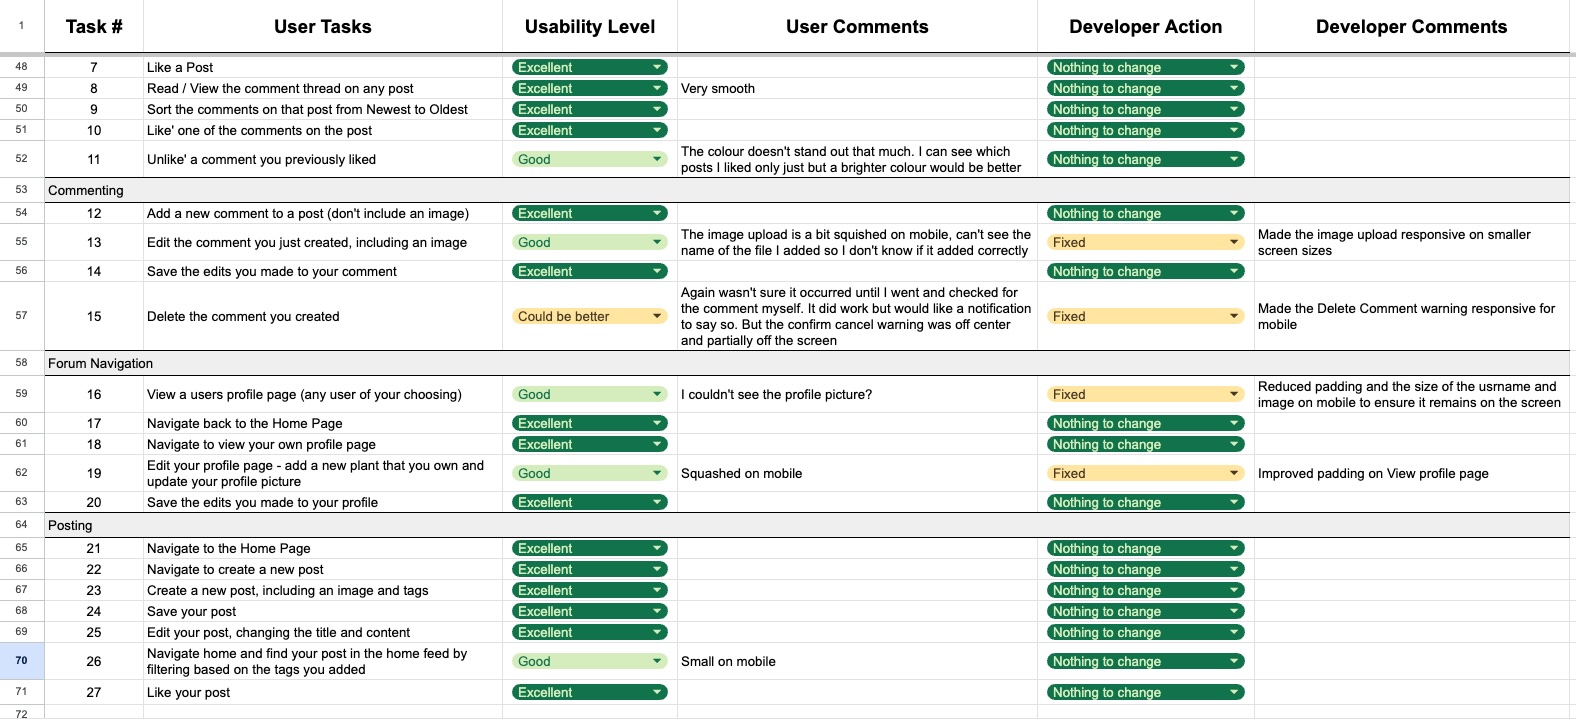 1 Task # User Tasks Usability Level User Comments Developer Action Developer Comments
48 7 Like a Post Excellent Nothing to change
49 8 Read / View the comment thread on any post Excellent Very smooth Nothing to change
50 9 Sort the comments on that post from Newest to Oldest Excellent Nothing to change
51 10 Like' one of the comments on the post Excellent Nothing to change
52 11 Unlike' a comment you previously liked Good The colour doesn't stand out that much. I can see which
posts I liked only just but a brighter colour would be better Nothing to change
53 Commenting
54 12 Add a new comment to a post (don't include an image) Excellent Nothing to change
55 13 Edit the comment you just created, including an image Good The image upload is a bit squished on mobile, can't see the
name of the file I added so I don't know if it added correctly Fixed Made the image upload responsive on smaller
screen sizes
56 14 Save the edits you made to your comment Excellent Nothing to change
57 15 Delete the comment you created Could be better Again wasn't sure it occurred until I went and checked for
the comment myself. It did work but would like a notification
to say so. But the confirm cancel warning was off center
and partially off the screen Fixed Made the Delete Comment warning responsive for
mobile
58 Forum Navigation
59 16 View a users profile page (any user of your choosing) Good I couldn't see the profile picture? Fixed Reduced padding and the size of the usrname and
image on mobile to ensure it remains on the screen
60 17 Navigate back to the Home Page Excellent Nothing to change
61 18 Navigate to view your own profile page Excellent Nothing to change
62 19 Edit your profile page - add a new plant that you own and
update your profile picture Good Squashed on mobile Fixed Improved padding on View profile page
63 20 Save the edits you made to your profile Excellent Nothing to change
64 Posting
65 21 Navigate to the Home Page Excellent Nothing to change
66 22 Navigate to create a new post Excellent Nothing to change
67 23 Create a new post, including an image and tags Excellent Nothing to change
68 24 Save your post Excellent Nothing to change
69 25 Edit your post, changing the title and content Excellent Nothing to change
70 26 Navigate home and find your post in the home feed by
filtering based on the tags you added Good Small on mobile Nothing to change
71 27 Like your post Excellent Nothing to change
72